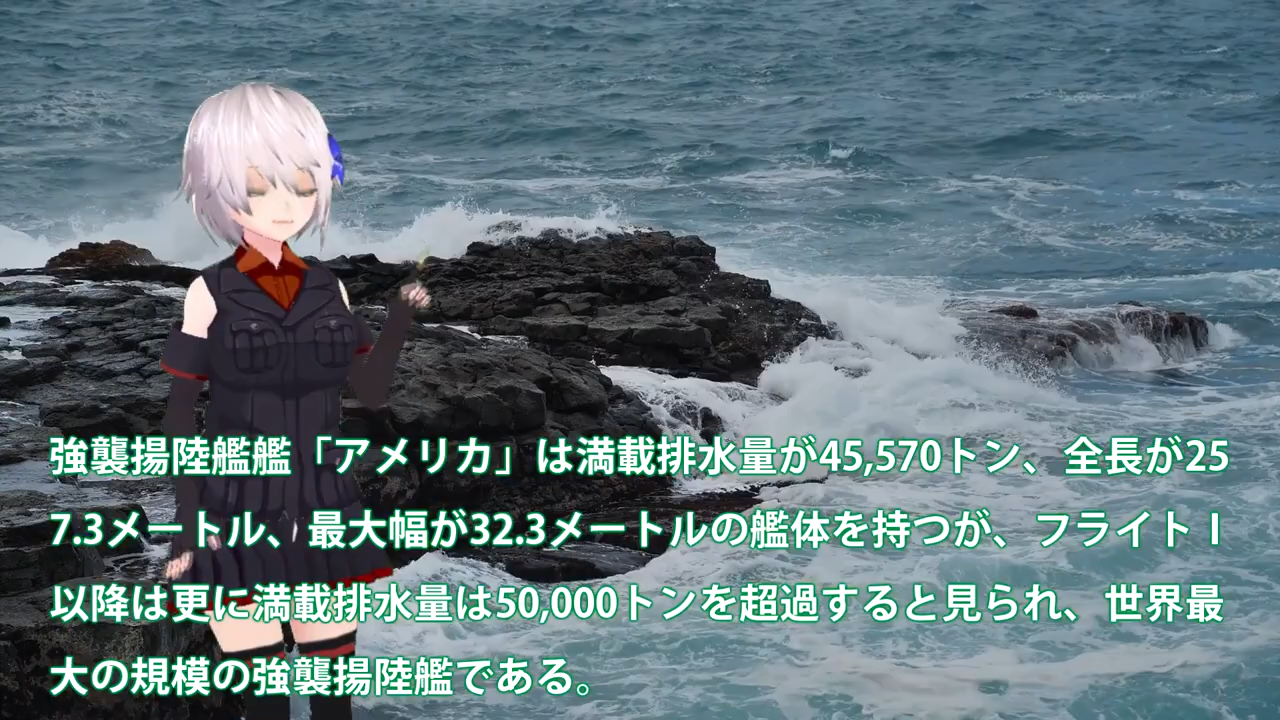 強襲揚陸艦艦「アメリカ」は満載排水量が45,570トン、全長が25
7.3メートル、最大幅が32.3メートルの艦体を持つが、フライトⅠ
以降は更に満載排水量は50,000トンを超過すると見られ、世界最
大の規模の強襲揚陸艦である。